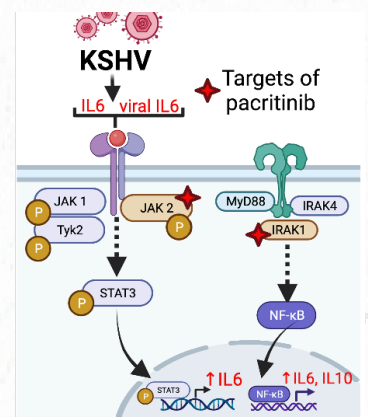 KSHV
IL6 viral IL6
Targets of
pacritinib
JAK 1
P
Tyk2
P
JAK 2
P
MyD88
IRAK4
IRAK1
STAT3
P
NF-κB
↑IL6
STAT3
P
↑IL6, IL10
NF-κB